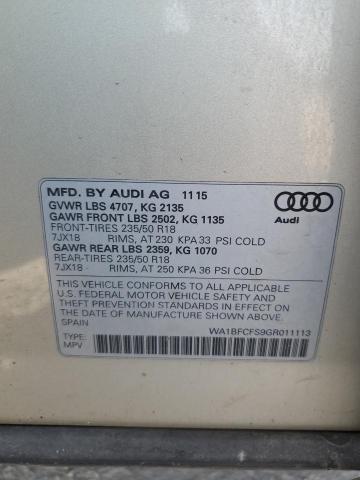 MFD. BY AUDI AG 11 15
GVWR LBS 4707, KG 2135
GAWR FRONT LBS 2502, KG 1135
FRONT-TIRES 235/50 R18
7JX18 RIMS, AT 230 KPA 33 PSI COLD
GAWR REAR LBS 2359, KG 1070
REAR-TIRES 235/50 R18
7JX18 RIMS, AT 250 KPA 36 PSI COLD
Audi
THIS VEHICLE CONFORMS TO ALL APPLICABLE
U.S. FEDERAL MOTOR VEHICLE SAFETY BUMPER AND
THEFT PREVENTION STANDARDS IN EFFECT ON THE
DATE OF MANUFACTURE SHOWN ABOVE.
SPAIN
WA1BFCFS9GR011113
TYPE:
MPV